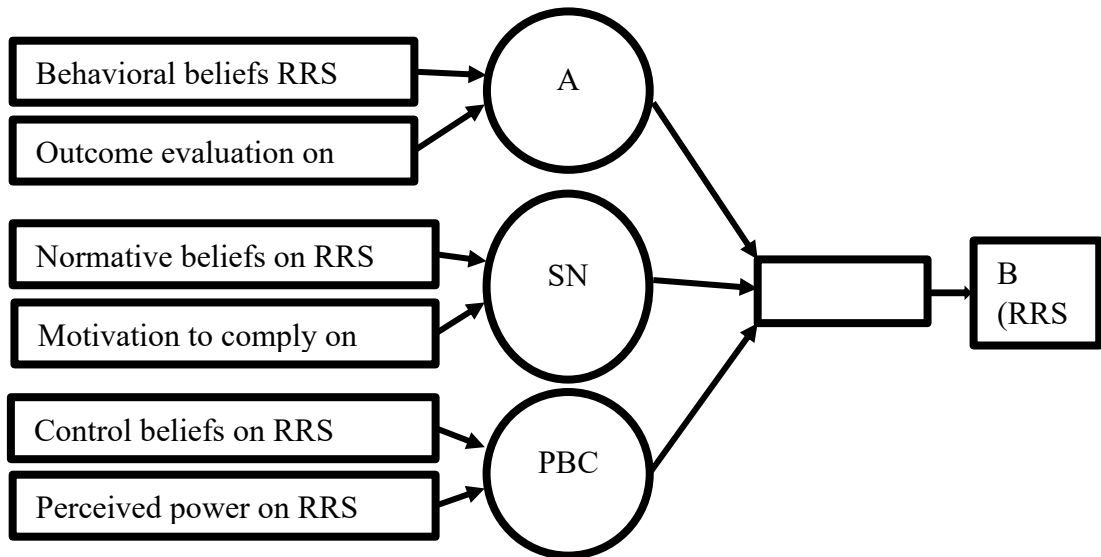 Behavioral beliefs RRS
Outcome evaluation on
A
Normative beliefs on RRS
Motivation to comply on
SN
Control beliefs on RRS
Perceived power on RRS
PBC
B
(RRS